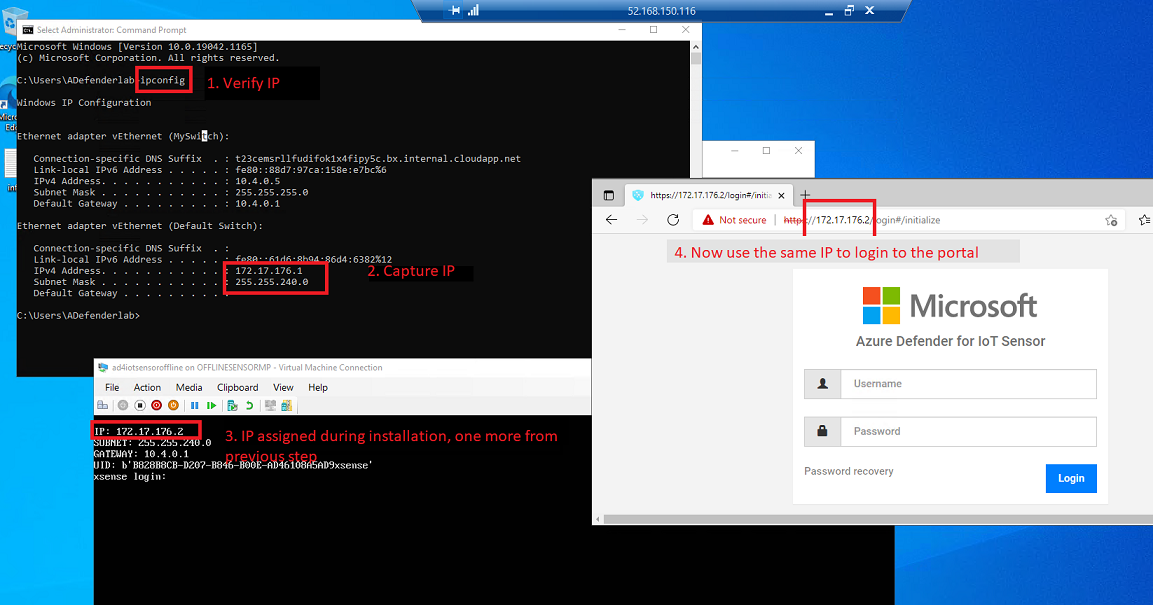 52.168.150.116
Select Administrator: Command Prompt
Microsoft Windows [Version 10.0.19042.1165]
(c) Microsoft Corporation. All rights reserved.
C:\Users\ADefenderlab>ipconfig
1. Verify IP
Windows IP Configuration
Ethernet adapter vEthernet (MySwitch):
Connection-specific DNS Suffix . : t23cemsrllfudifok1x4fipy5c.bx.internal.cloudapp.net
Link-local IPv6 Address . . . . . : fe80::88d7:97ca:158e:e7bc%6
IPv4 Address. . . . . . . . . . . : 10.4.0.5
Subnet Mask . . . . . . . . . . . : 255.255.255.0
Default Gateway . . . . . . . . . : 10.4.0.1
Ethernet adapter vEthernet (Default Switch):
Connection-specific DNS Suffix . :
Link-local IPv6 Address . . . . . : fe80::61d6:8b94:86d4:6382%12
IPv4 Address. . . . . . . . . . . : 172.17.176.1
Subnet Mask . . . . . . . . . . . : 255.255.240.0
Default Gateway . . . . . . . . . :
2. Capture IP
C:\Users\ADefenderlab>
ad4iotsensoroffline on OFFLINESENSORMP - Virtual Machine Connection
File Action Media Clipboard View Help
IP: 172.17.176.2
SUBNET: 255.255.240.0
GATEWAY: 10.4.0.1
UID: b'B828B8CB-D207-B846-B00E-AD46108A5AD9xsense'
xsense login:
3. IP assigned during installation, one more from
previous step
https://172.17.176.2/login#/initia
Not secure
https://172.17.176.2/login#/initialize
4. Now use the same IP to login to the portal
Microsoft
Azure Defender for IoT Sensor
Username
Password
Password recovery
Login